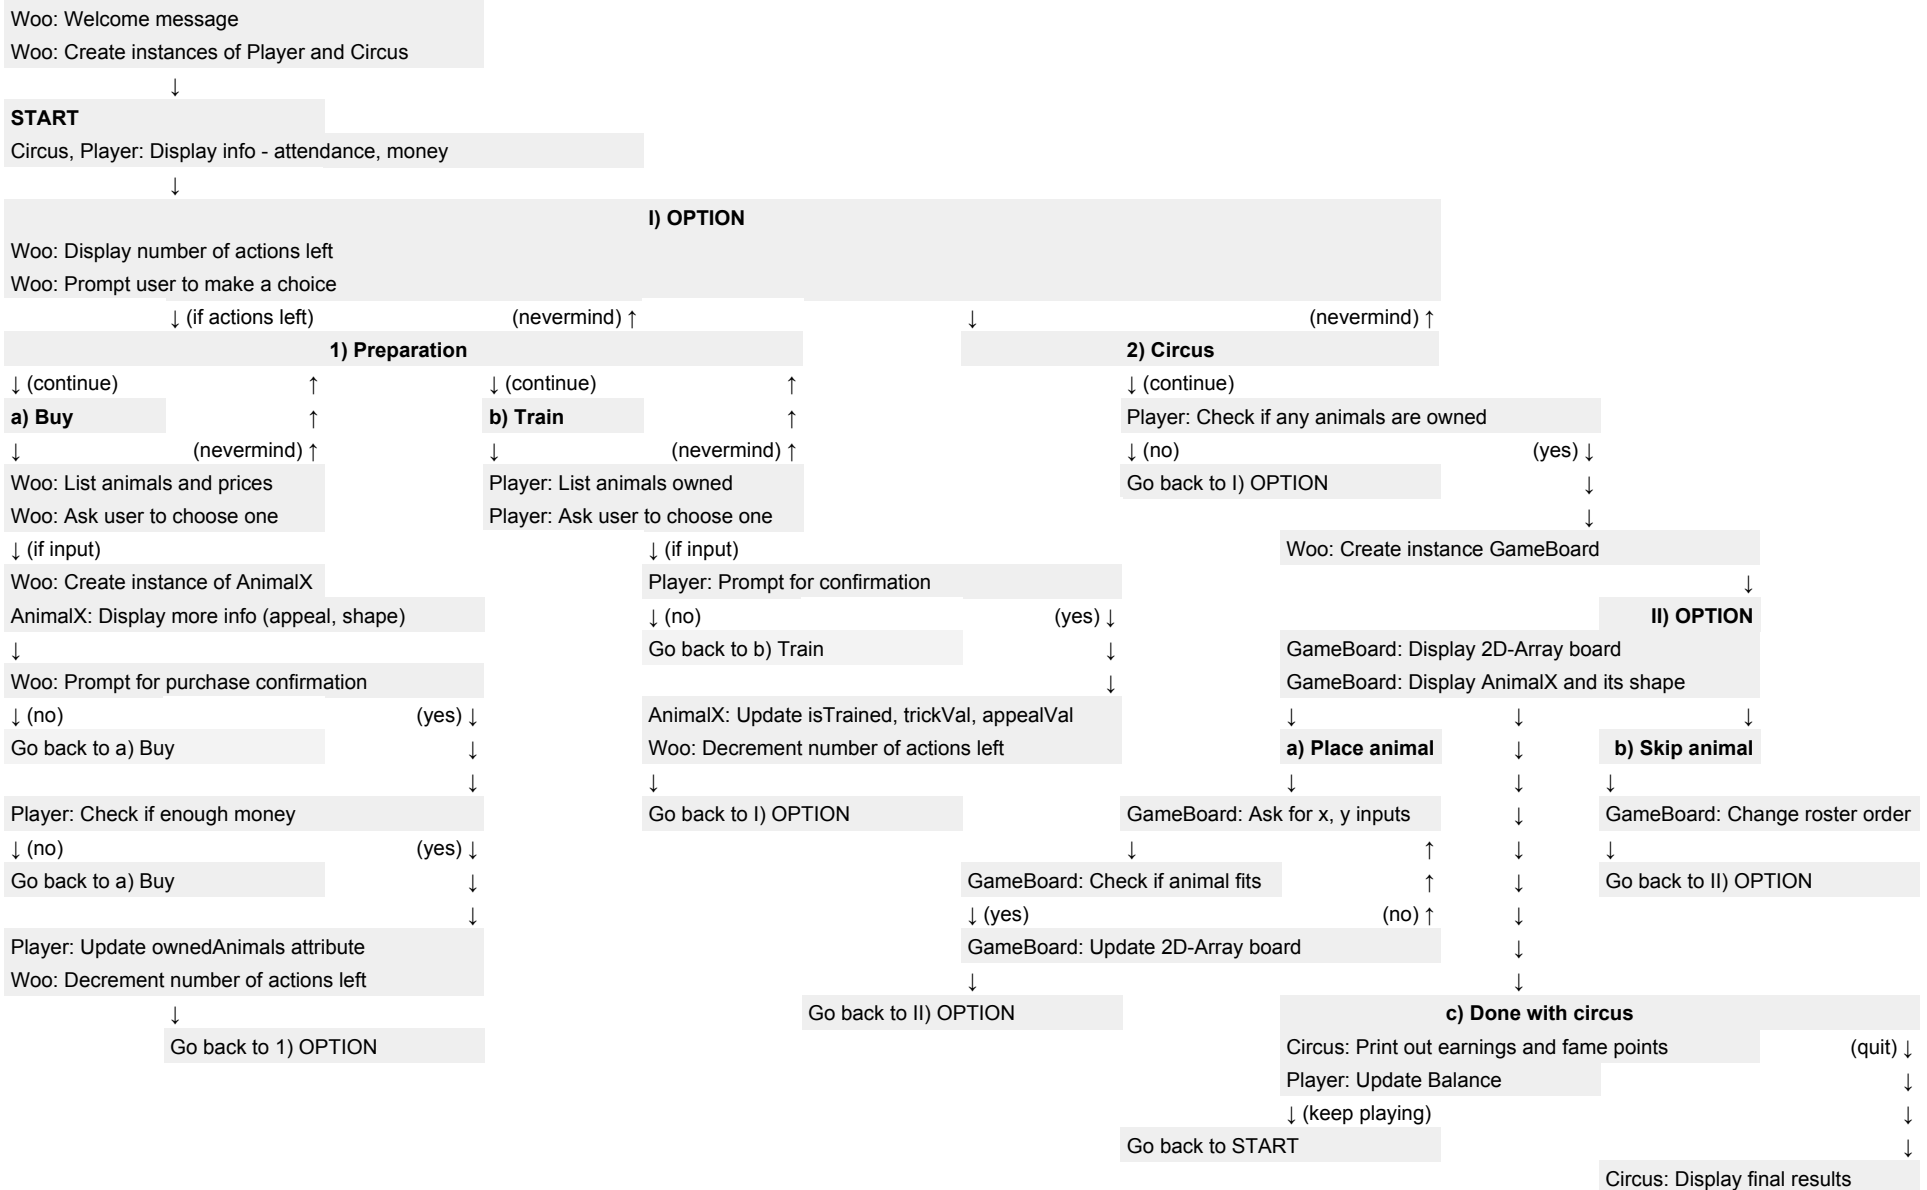 Woo: Welcome message
Woo: Create instances of Player and Circus
↓
START
Circus, Player: Display info - attendance, money
↓
I) OPTION
Woo: Display number of actions left
Woo: Prompt user to make a choice
↓ (if actions left) (nevermind) ↑ ↓ (nevermind) ↑
1) Preparation 2) Circus
↓ (continue) ↑ ↓ (continue) ↑ ↓ (continue)
a) Buy ↑ b) Train ↑ Player: Check if any animals are owned
↓ (nevermind) ↑ ↓ (nevermind) ↑ ↓ (no) (yes) ↓
Woo: List animals and prices Player: List animals owned Go back to I) OPTION ↓
Woo: Ask user to choose one Player: Ask user to choose one ↓
↓ (if input) ↓ (if input) Woo: Create instance GameBoard
Woo: Create instance of AnimalX Player: Prompt for confirmation ↓
AnimalX: Display more info (appeal, shape) ↓ (no) (yes) ↓ II) OPTION
↓ Go back to b) Train ↓ GameBoard: Display 2D-Array board
Woo: Prompt for purchase confirmation ↓ GameBoard: Display AnimalX and its shape
↓ (no) (yes) ↓ AnimalX: Update isTrained, trickVal, appealVal ↓ ↓ ↓
Go back to a) Buy ↓ Woo: Decrement number of actions left a) Place animal ↓ b) Skip animal
↓ ↓ ↓ ↓ ↓
Player: Check if enough money Go back to I) OPTION GameBoard: Ask for x, y inputs ↓ GameBoard: Change roster order
↓ (no) (yes) ↓ ↓ ↑ ↓ ↓
Go back to a) Buy ↓ GameBoard: Check if animal fits ↑ ↓ Go back to II) OPTION
↓ ↓ (yes) (no) ↑ ↓
Player: Update ownedAnimals attribute GameBoard: Update 2D-Array board ↓
Woo: Decrement number of actions left ↓ ↓
↓ Go back to II) OPTION c) Done with circus
Go back to 1) OPTION Circus: Print out earnings and fame points (quit) ↓
Player: Update Balance ↓
↓ (keep playing) ↓
Go back to START ↓
Circus: Display final results